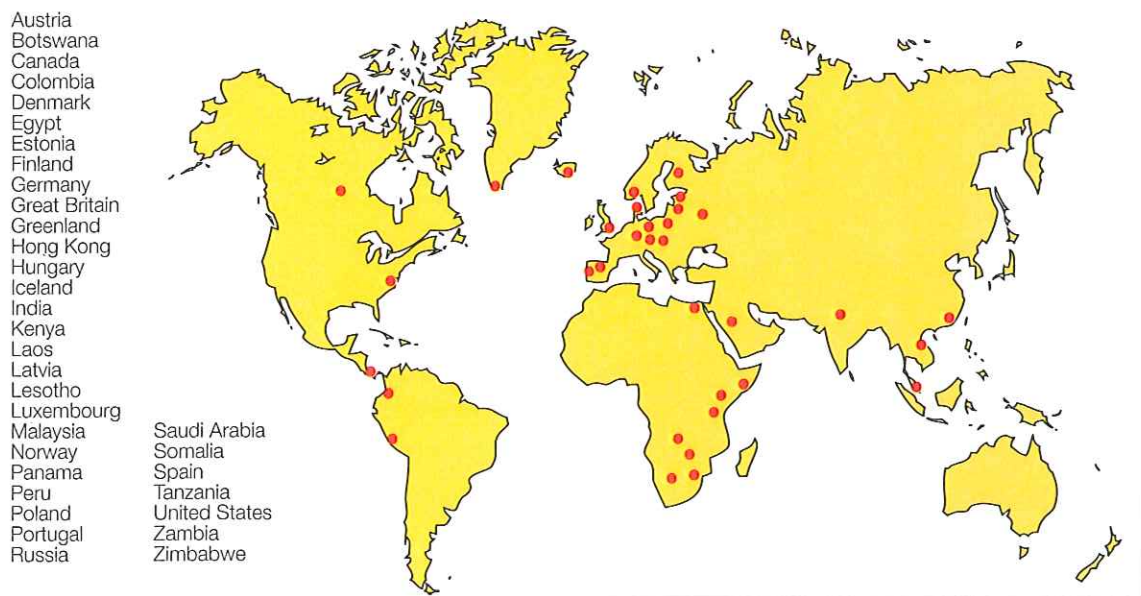 Austria
Botswana
Canada
Colombia
Denmark
Egypt
Estonia
Finland
Germany
Great Britain
Greenland
Hong Kong
Hungary
Iceland
India
Kenya
Laos
Latvia
Lesotho
Luxembourg
Malaysia
Norway
Panama
Peru
Poland
Portugal
Russia
Saudi Arabia
Somalia
Spain
Tanzania
United States
Zambia
Zimbabwe